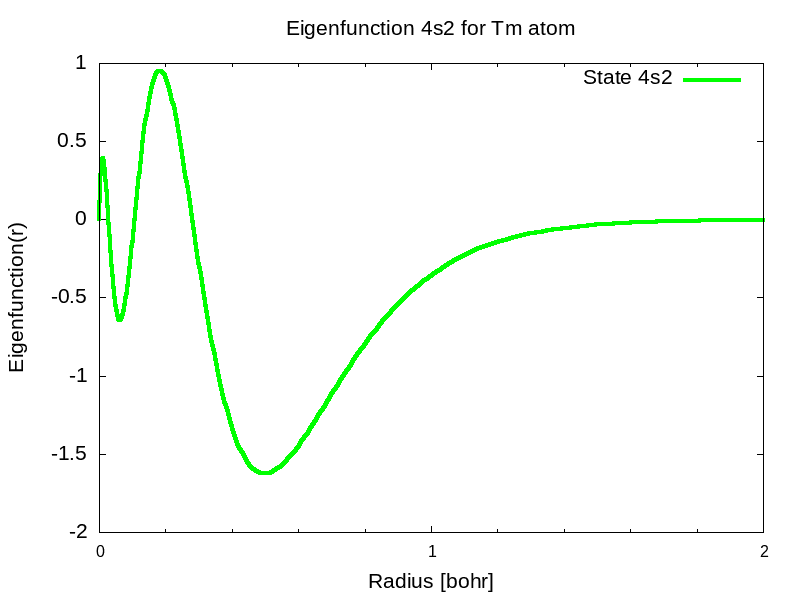 Eigenfunction 4s2 for Tm atom
State 4s2
1
0.5
0
-0.5
-1
-1.5
-2
Eigenfunction(r)
0 1 2
Radius [bohr]